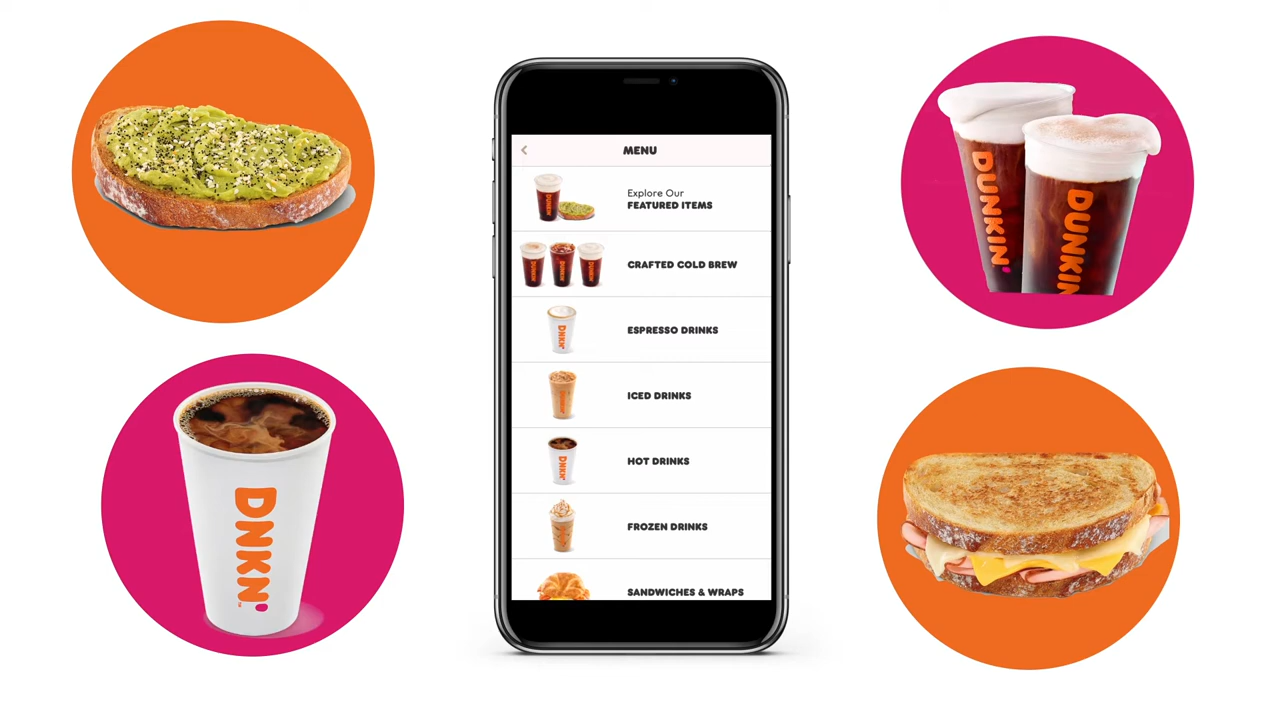 MENU
Explore Our
FEATURED ITEMS
CRAFTED COLD BREW
ESPRESSO DRINKS
ICED DRINKS
HOT DRINKS
FROZEN DRINKS
SANDWICHES & WRAPS
DNKN'
DUNKIN'
DUNKIN